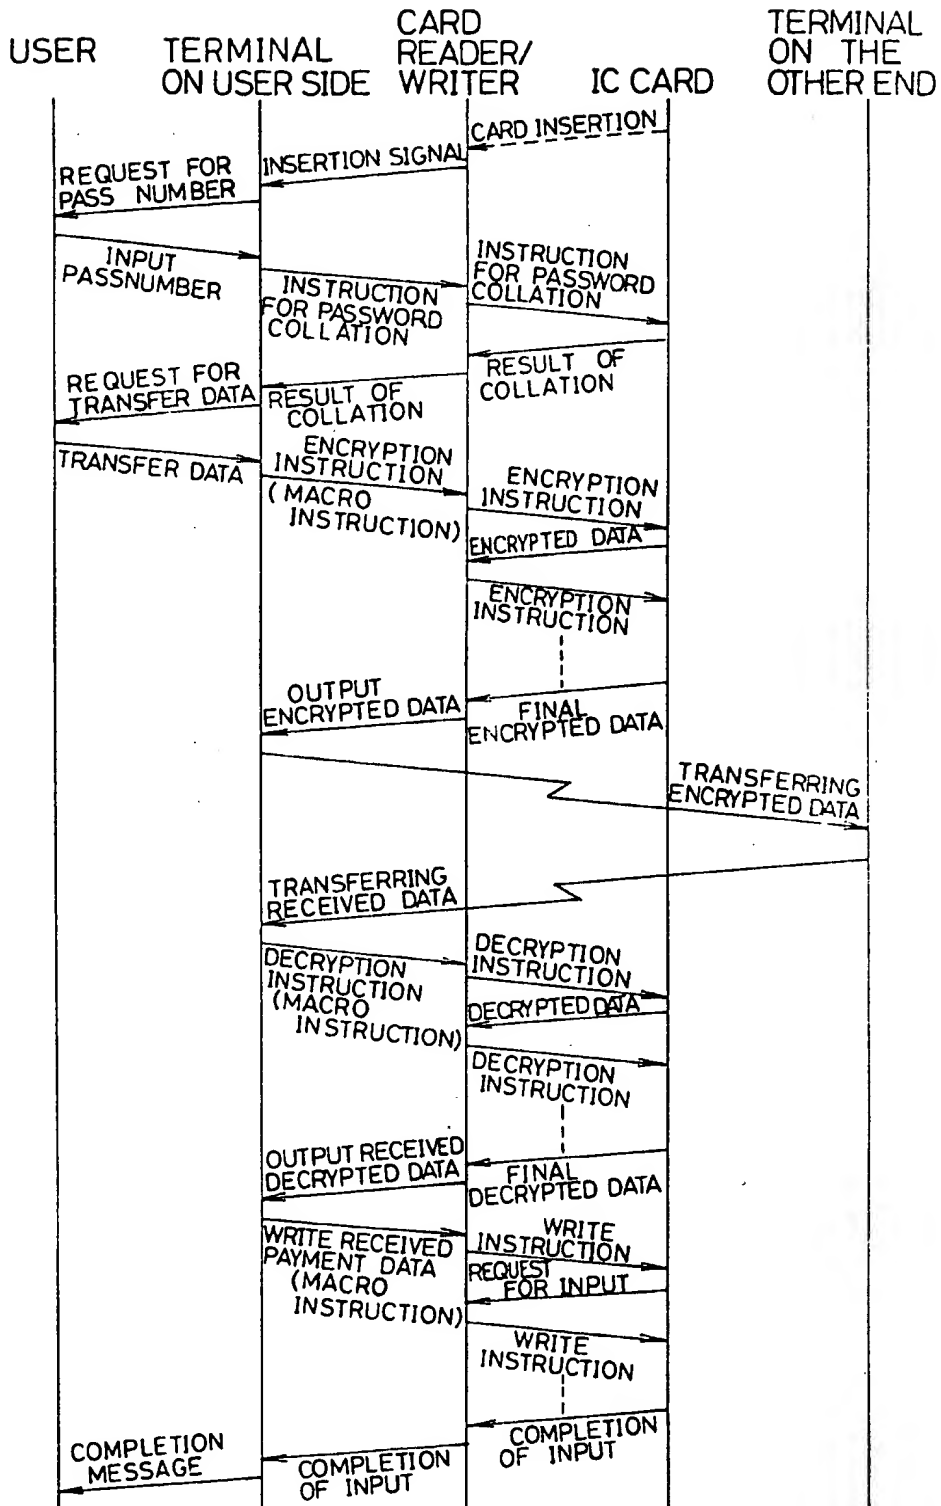 USER
TERMINAL
ON USER SIDE
CARD
READER/
WRITER
IC CARD
TERMINAL
ON THE
OTHER END
CARD INSERTION
INSERTION SIGNAL
REQUEST FOR
PASS NUMBER
INPUT
PASSNUMBER
INSTRUCTION
FOR PASSWORD
COLLATION
INSTRUCTION
FOR PASSWORD
COLLATION
RESULT OF
COLLATION
RESULT OF
COLLATION
REQUEST FOR
TRANSFER DATA
TRANSFER DATA
ENCRYPTION
INSTRUCTION
(MACRO
INSTRUCTION)
ENCRYPTION
INSTRUCTION
ENCRYPTED DATA
ENCRYPTION
INSTRUCTION
FINAL
ENCRYPTED DATA
OUTPUT
ENCRYPTED DATA
TRANSFERRING
ENCRYPTED DATA
TRANSFERRING
RECEIVED DATA
DECRYPTION
INSTRUCTION
(MACRO
INSTRUCTION)
DECRYPTION
INSTRUCTION
DECRYPTED DATA
DECRYPTION
INSTRUCTION
FINAL
DECRYPTED DATA
OUTPUT RECEIVED
DECRYPTED DATA
WRITE RECEIVED
PAYMENT DATA
(MACRO
INSTRUCTION)
WRITE
INSTRUCTION
REQUEST
FOR INPUT
WRITE
INSTRUCTION
COMPLETION
OF INPUT
COMPLETION
OF INPUT
COMPLETION
MESSAGE